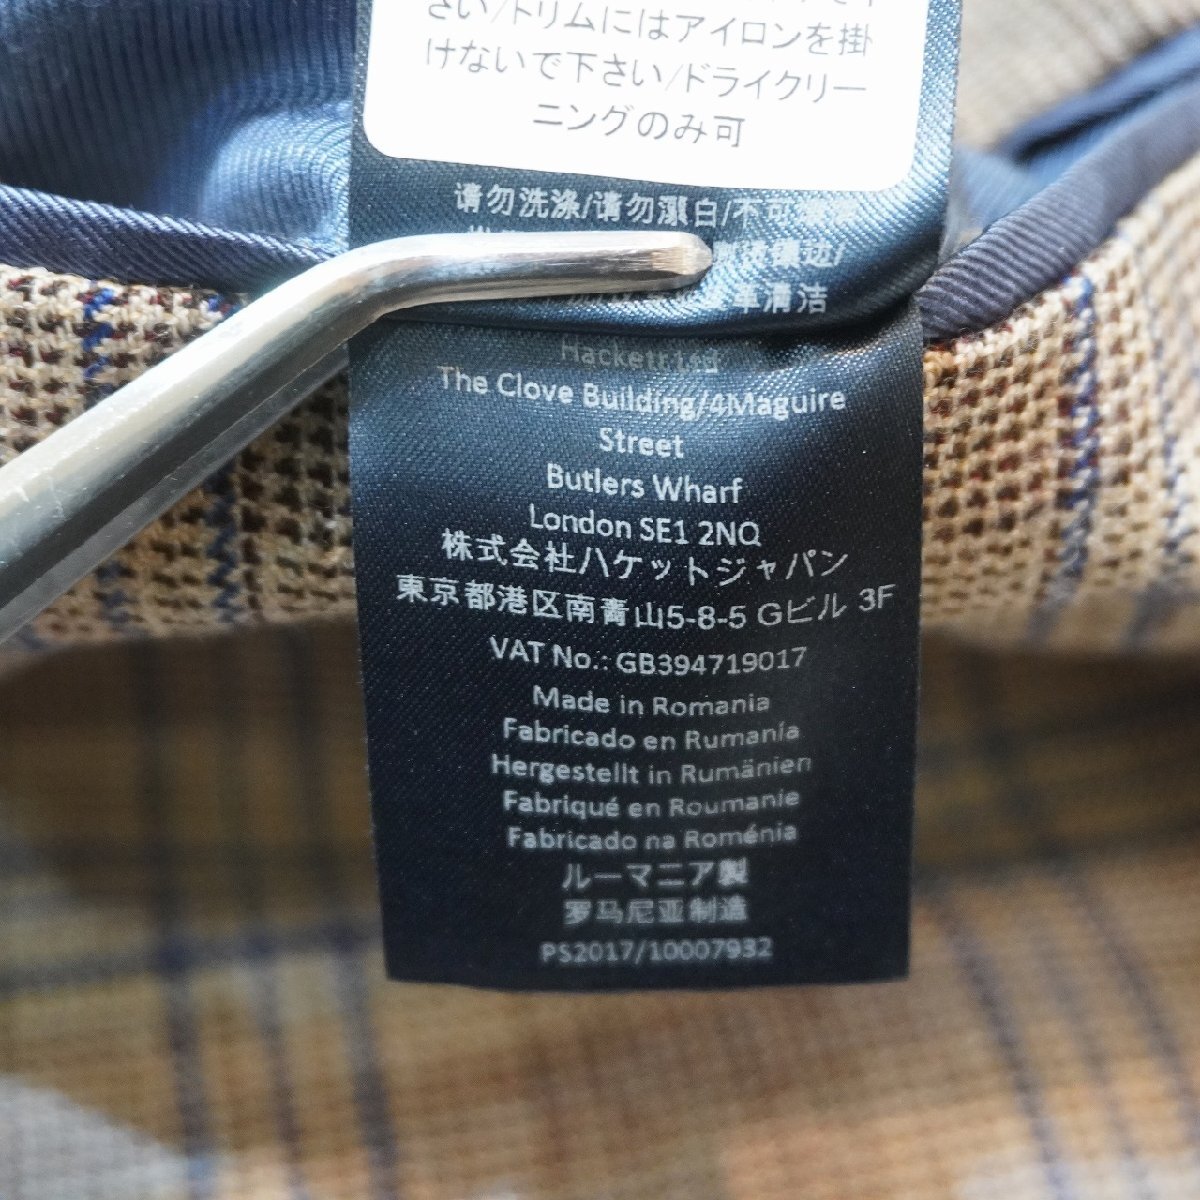 さい/トリムにはアイロンを掛
けないで下さい/ドライクリー
ニングのみ可
请勿洗涤/请勿漂白/不可
边/
清洁
Hackett Ltd
The Clove Building/4Maguire
Street
Butlers Wharf
London SE1 2NQ
株式会社ハケットジャパン
東京都港区南青山5-8-5 Gビル 3F
VAT No.: GB394719017
Made in Romania
Fabricado en Rumanía
Hergestellt in Rumänien
Fabriqué en Roumanie
Fabricado na Roménia
ルーマニア製
罗马尼亚制造
PS2017/10007932